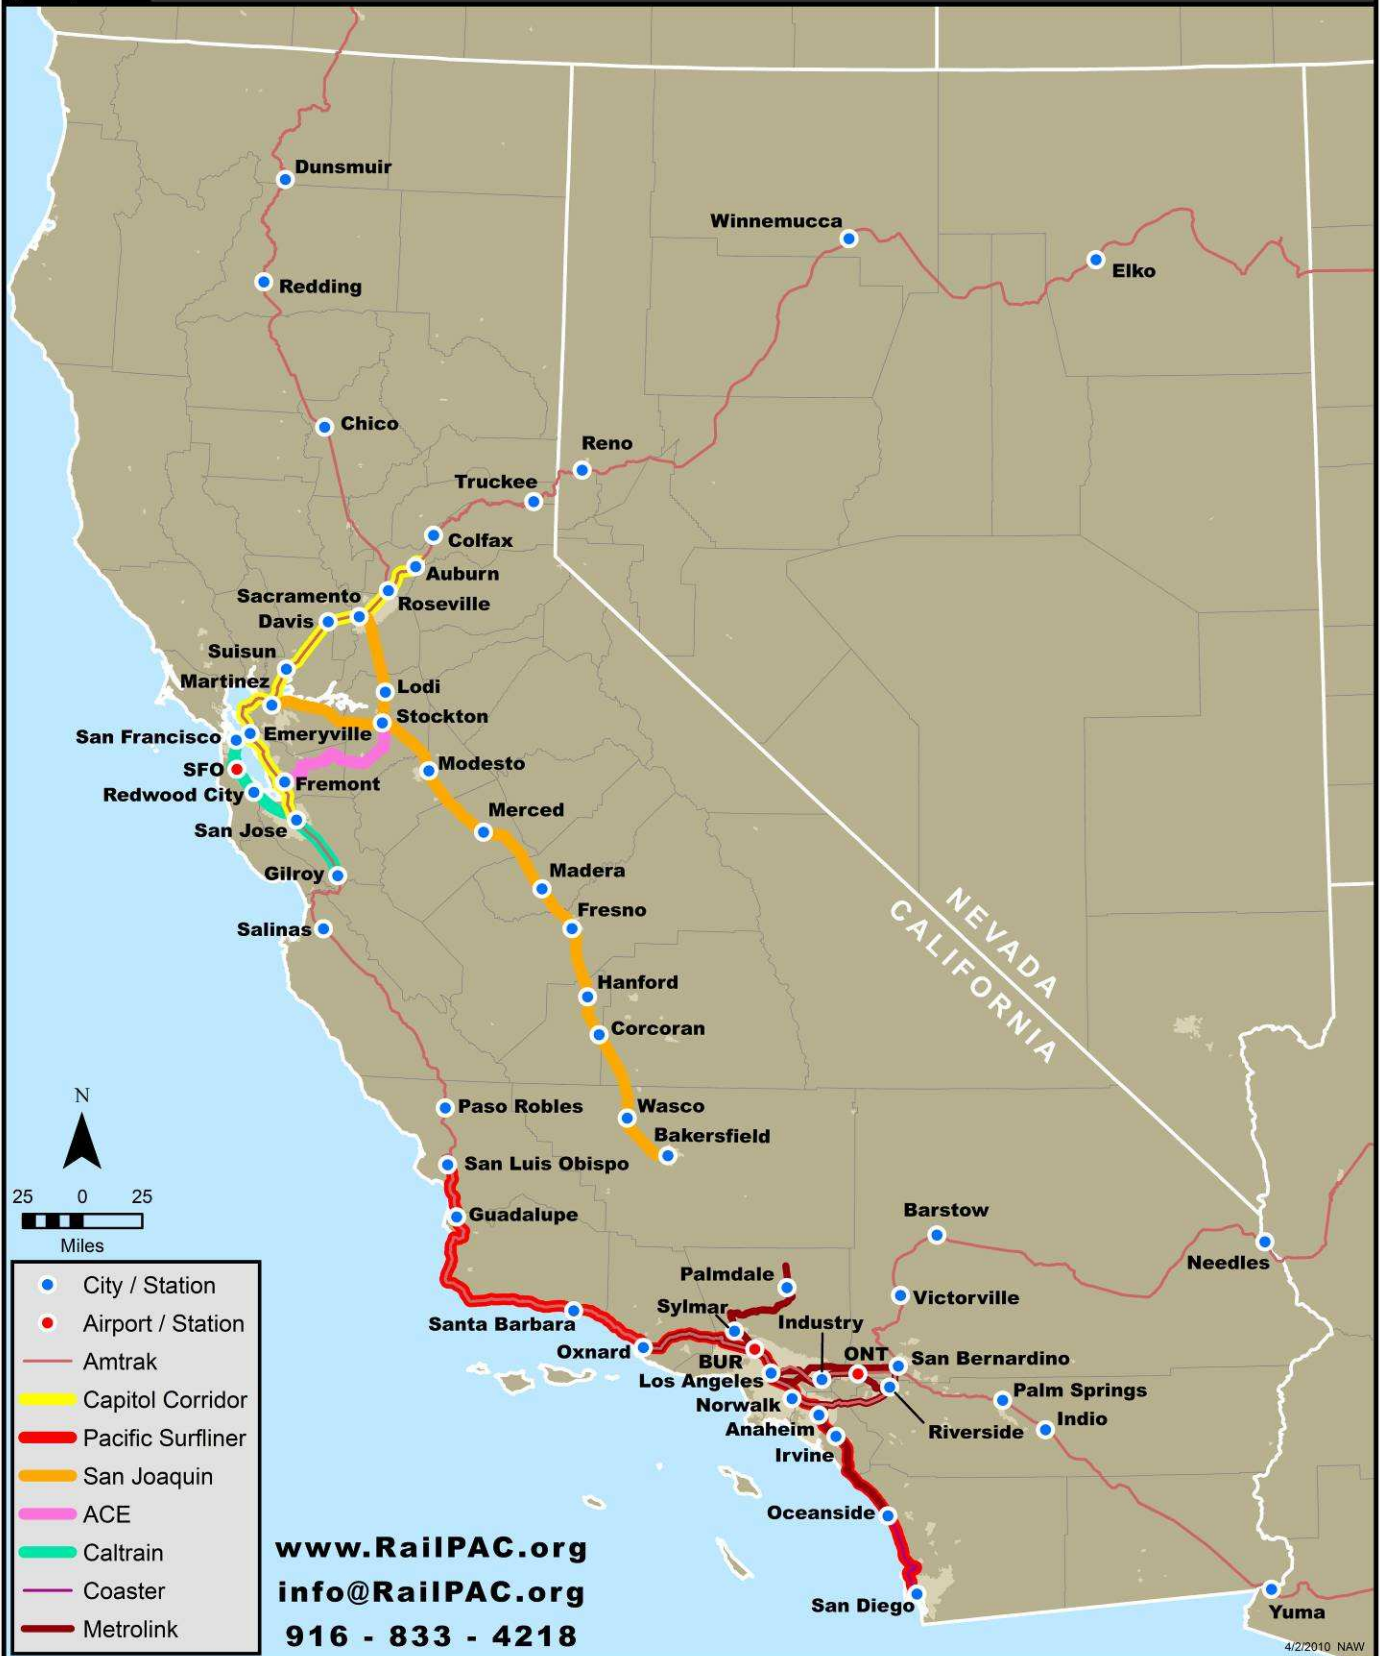 Dunsmuir
Winnemucca
Elko
Redding
Chico
Reno
Truckee
Colfax
Auburn
Sacramento
Roseville
Davis
Suisun
Martinez
Lodi
Stockton
San Francisco
Emeryville
SFO
Modesto
Fremont
Redwood City
Merced
San Jose
Gilroy
Madera
NEVADA
CALIFORNIA
Fresno
Salinas
Hanford
Corcoran
N
Paso Robles
Wasco
Bakersfield
San Luis Obispo
25 0 25
Miles
Guadalupe
Barstow
Needles
Palmdale
Victorville
Sylmar
Industry
Santa Barbara
Oxnard
BUR
ONT
San Bernardino
Los Angeles
Palm Springs
Norwalk
Indio
Anaheim
Riverside
Irvine
Oceanside
San Diego
Yuma
City / Station
Airport / Station
Amtrak
Capitol Corridor
Pacific Surfliner
San Joaquin
ACE
Caltrain
Coaster
Metrolink
www.RailPAC.org
info@RailPAC.org
916 - 833 - 4218
4/2/2010 NAW